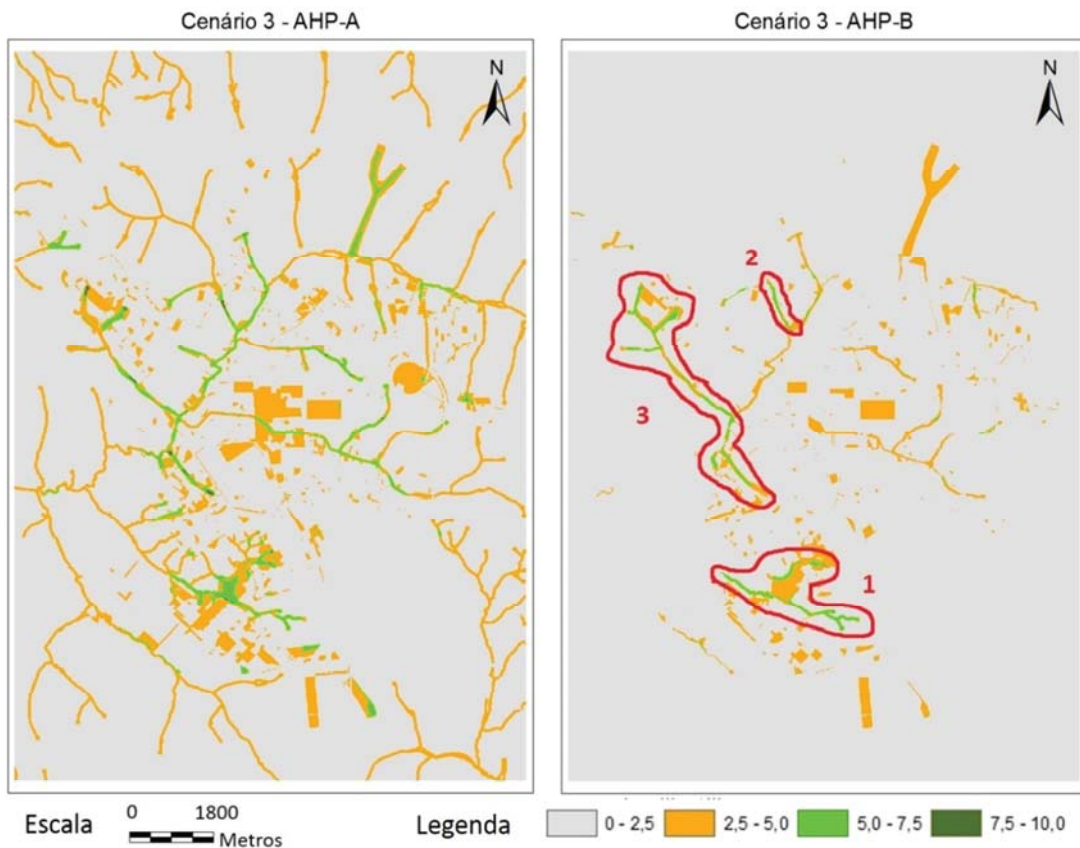 Cenário 3 - AHP-A
Cenário 3 - AHP-B
N
N
2
3
1
Escala
0 1800
Metros
Legenda
0 - 2,5
2,5 - 5,0
5,0 - 7,5
7,5 - 10,0